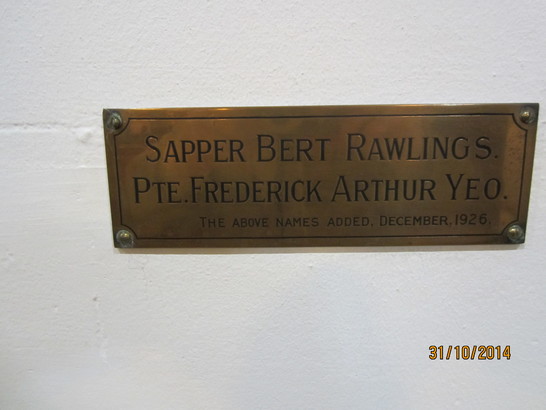 SAPPER BERT RAWLINGS.
PTE. FREDERICK ARTHUR YEO.
THE ABOVE NAMES ADDED, DECEMBER, 1926.
31/10/2014